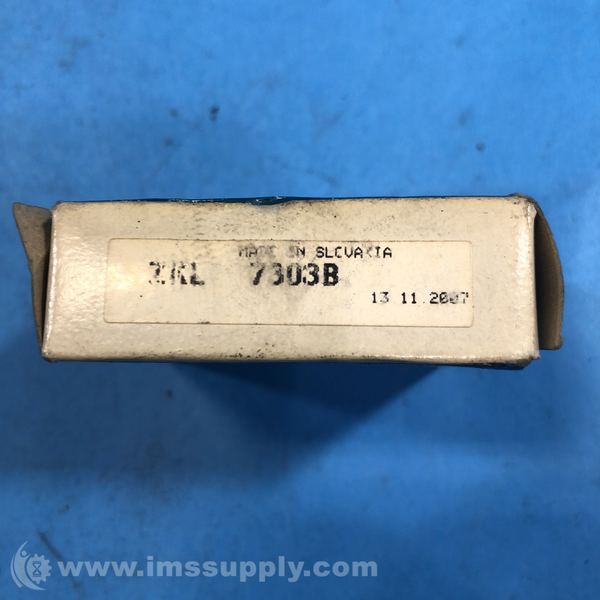 MADE IN SLOVAKIA
ZKL 7303B
13 11.2007
www.imssupply.com